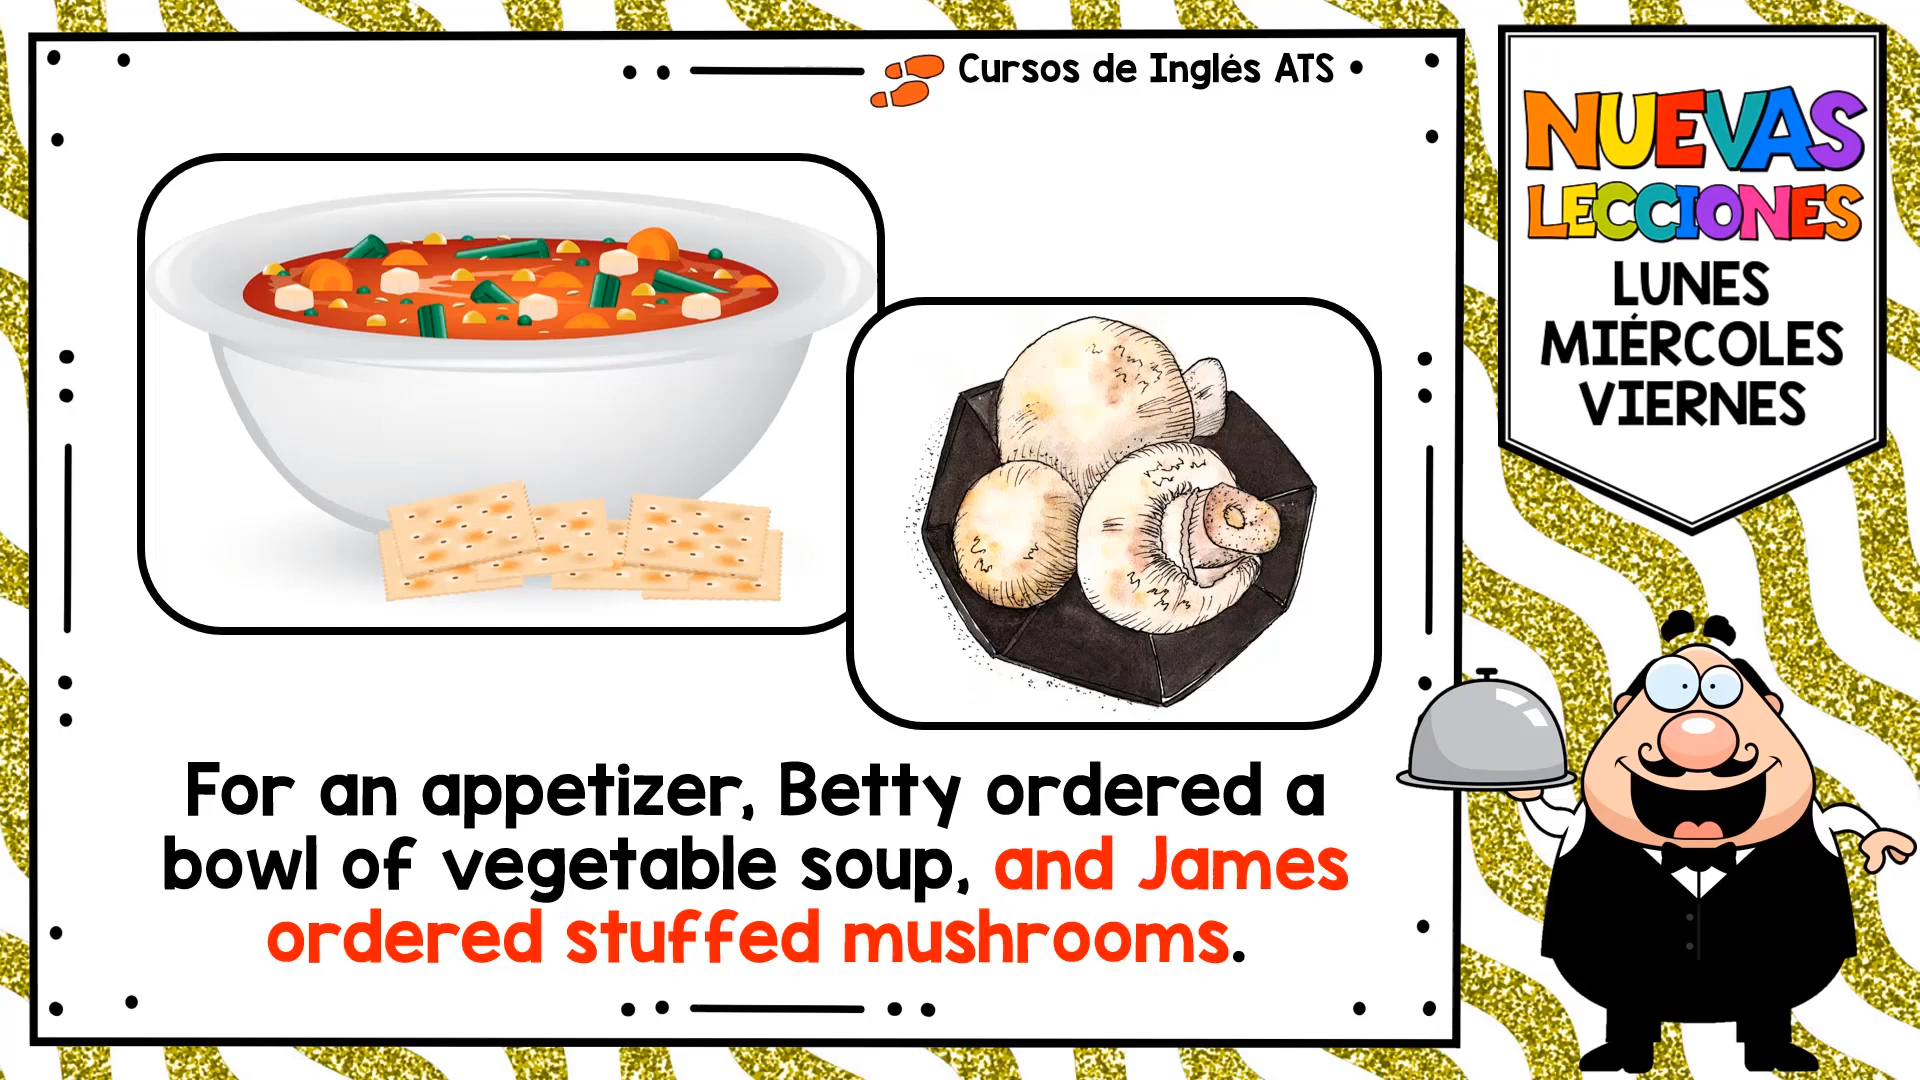 Cursos de Inglés ATS
NUEVAS
LECCIONES
LUNES
MIÉRCOLES
VIERNES
For an appetizer, Betty ordered a
bowl of vegetable soup, and James
ordered stuffed mushrooms.